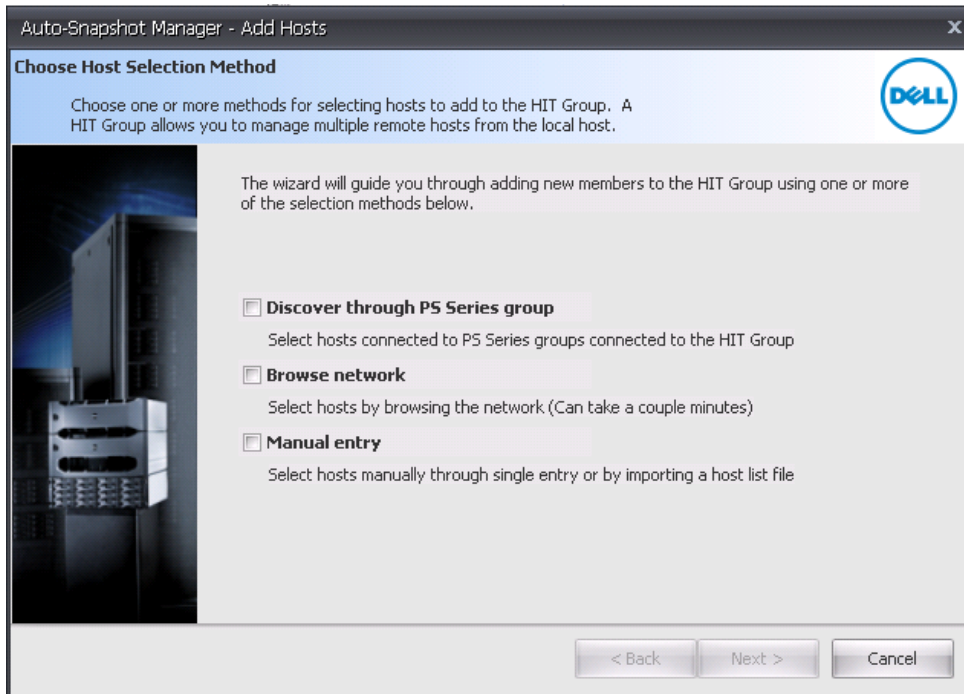 Auto-Snapshot Manager - Add Hosts
x
Choose Host Selection Method
Choose one or more methods for selecting hosts to add to the HIT Group. A
HIT Group allows you to manage multiple remote hosts from the local host.
DELL
The wizard will guide you through adding new members to the HIT Group using one or more
of the selection methods below.
Discover through PS Series group
Select hosts connected to PS Series groups connected to the HIT Group
Browse network
Select hosts by browsing the network (Can take a couple minutes)
Manual entry
Select hosts manually through single entry or by importing a host list file
< Back
Next >
Cancel